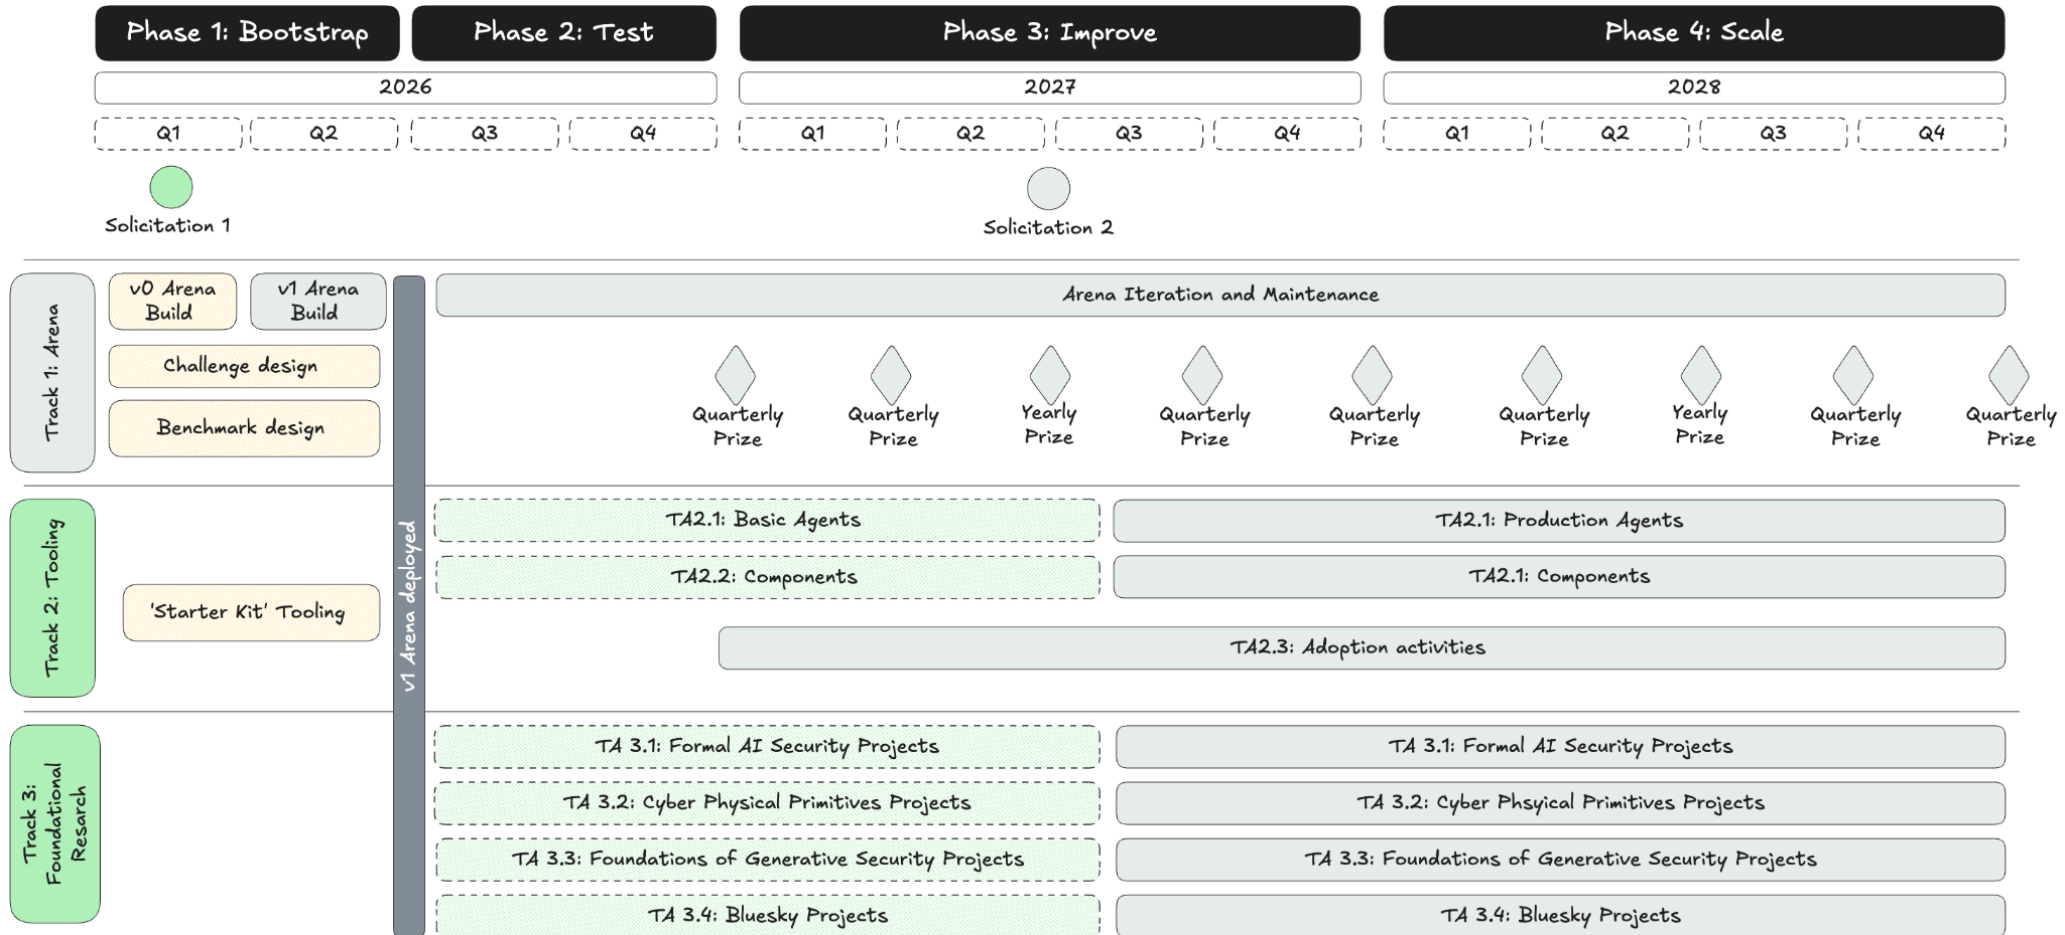 Phase 1: Bootstrap
Phase 2: Test
Phase 3: Improve
Phase 4: Scale
2026
2027
2028
Q1
Q2
Q3
Q4
Q1
Q2
Q3
Q4
Q1
Q2
Q3
Q4
Solicitation 1
Solicitation 2
Track 1: Arena
v0 Arena
Build
v1 Arena
Build
Challenge design
Benchmark design
v1 Arena deployed
Arena Iteration and Maintenance
Quarterly
Prize
Quarterly
Prize
Yearly
Prize
Quarterly
Prize
Quarterly
Prize
Quarterly
Prize
Yearly
Prize
Quarterly
Prize
Quarterly
Prize
Track 2: Tooling
'Starter Kit' Tooling
TA2.1: Basic Agents
TA2.1: Production Agents
TA2.2: Components
TA2.1: Components
TA2.3: Adoption activities
Track 3:
Foundational
Resarch
TA 3.1: Formal AI Security Projects
TA 3.1: Formal AI Security Projects
TA 3.2: Cyber Physical Primitives Projects
TA 3.2: Cyber Phsyical Primitives Projects
TA 3.3: Foundations of Generative Security Projects
TA 3.3: Foundations of Generative Security Projects
TA 3.4: Bluesky Projects
TA 3.4: Bluesky Projects